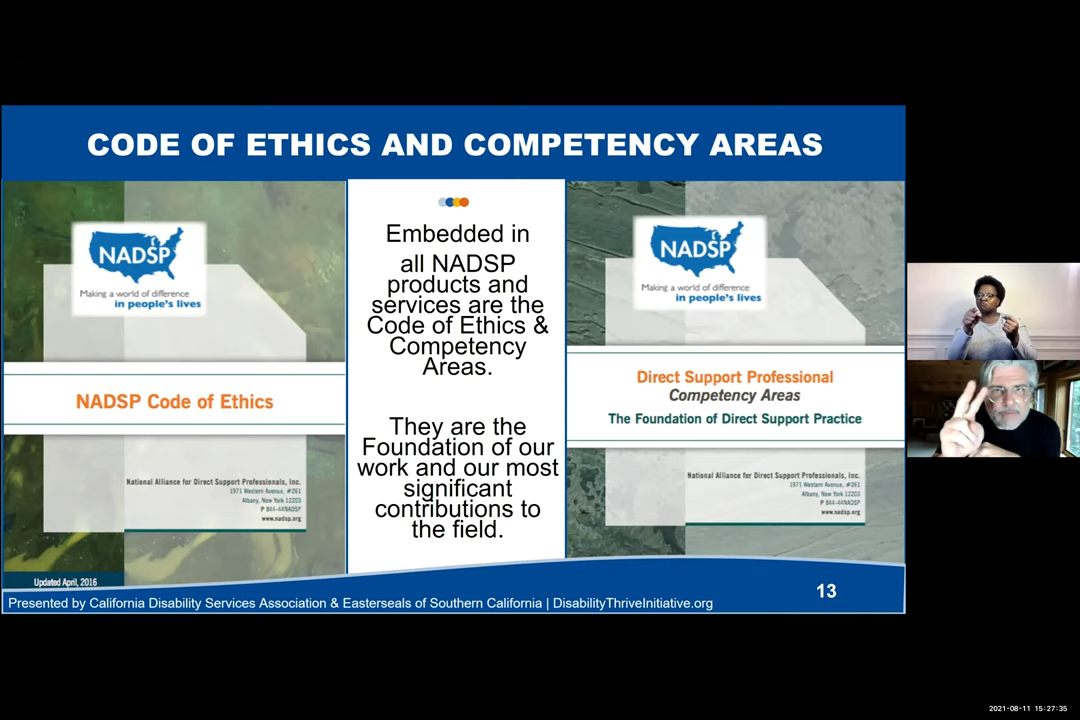 CODE OF ETHICS AND COMPETENCY AREAS
NADSP
Making a world of difference
in people's lives
NADSP Code of Ethics
National Alliance for Direct Support Professionals, Inc.
1971 Western Avenue, #261
Albany, New York 12203
P 844-44NADSP
www.nadsp.org
Updated April, 2016
Embedded in
all NADSP
products and
services are the
Code of Ethics &
Competency
Areas.
They are the
Foundation of our
work and our most
significant
contributions to
the field.
NADSP
Making a world of difference
in people's lives
Direct Support Professional
Competency Areas
The Foundation of Direct Support Practice
National Alliance for Direct Support Professionals, Inc.
1971 Western Avenue, #261
Albany, New York 12203
P 844-44NADSP
www.nadsp.org
13
Presented by California Disability Services Association & Easterseals of Southern California | DisabilityThriveInitiative.org
2021-08-11 15:27:35